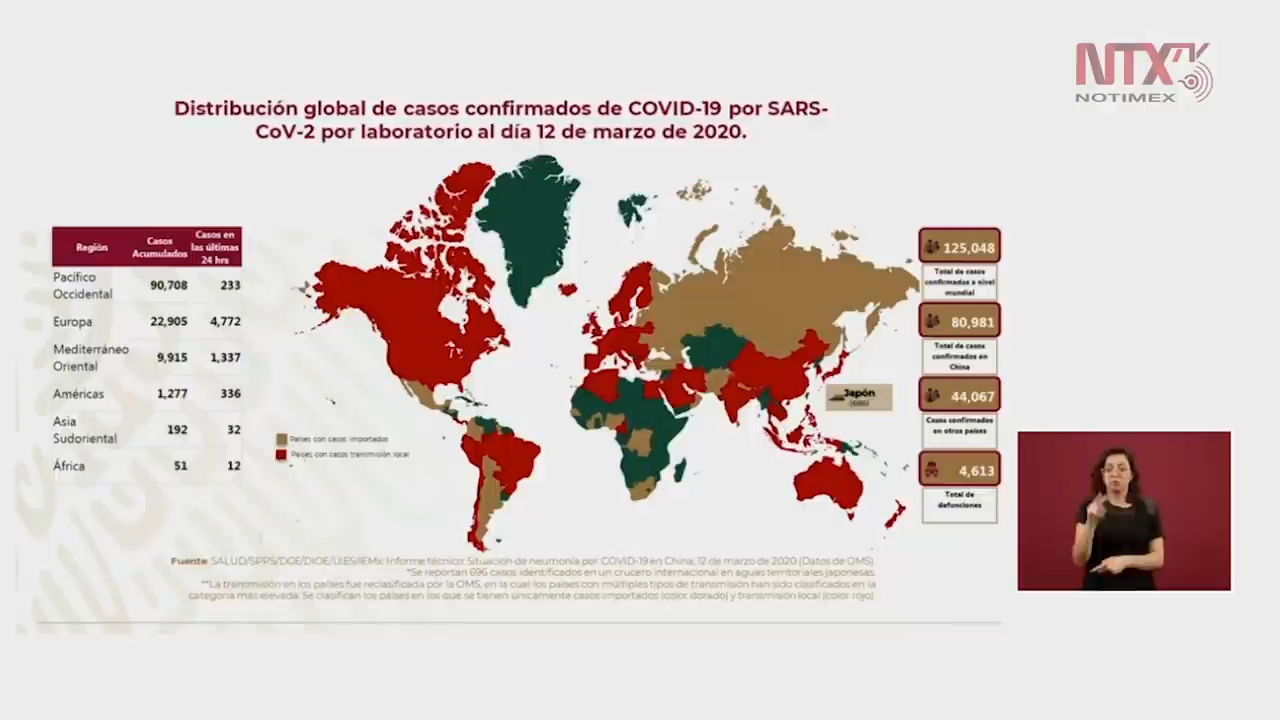 NTX
NOTIMEX
Distribución global de casos confirmados de COVID-19 por SARS-
CoV-2 por laboratorio al día 12 de marzo de 2020.
Región Casos Acumulados Casos en las últimas 24 hrs
Pacífico Occidental 90,708 233
Europa 22,905 4,772
Mediterráneo Oriental 9,915 1,337
Américas 1,277 336
Asia Sudoriental 192 32
África 51 12
Países con casos importados
Países con casos transmisión local
Japón
125,048
Total de casos
confirmados a nivel
mundial
80,981
Total de casos
confirmados en
China
44,067
Casos confirmados
en otros países
4,613
Total de
defunciones
Fuente: SALUD/SPPS/DGE/DIOE/UIES/IEMx: Informe técnico: Situación de neumonía por COVID-19 en China, 12 de marzo de 2020 (Datos de OMS).
*Se reportan 696 casos identificados en un crucero internacional en aguas territoriales japonesas.
**La transmisión en los países fue reclasificada por la OMS, en la cual los países con múltiples tipos de transmisión han sido clasificados en la
categoría más elevada. Se clasifican los países en los que se tienen únicamente casos importados (color dorado) y transmisión local (color rojo)